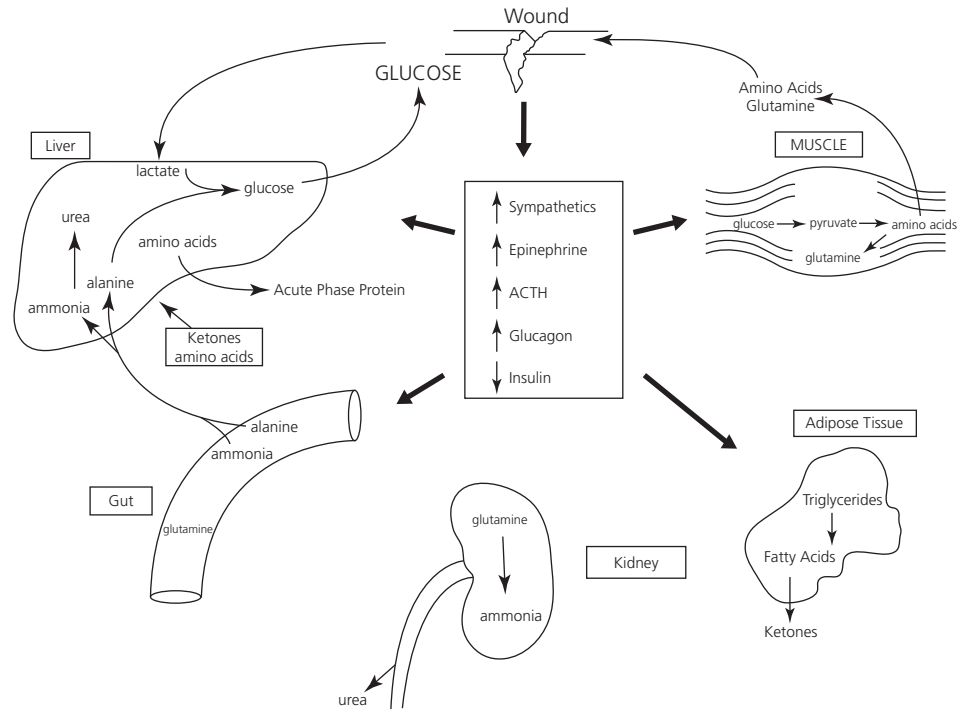 Wound
GLUCOSE
Amino Acids
Glutamine
Liver
MUSCLE
lactate
glucose
urea
amino acids
alanine
ammonia
Acute Phase Protein
Ketones
amino acids
Sympathetics
Epinephrine
ACTH
Glucagon
Insulin
glucose
pyruvate
amino acids
glutamine
alanine
ammonia
Gut
glutamine
glutamine
ammonia
urea
Kidney
Adipose Tissue
Triglycerides
Fatty Acids
Ketones